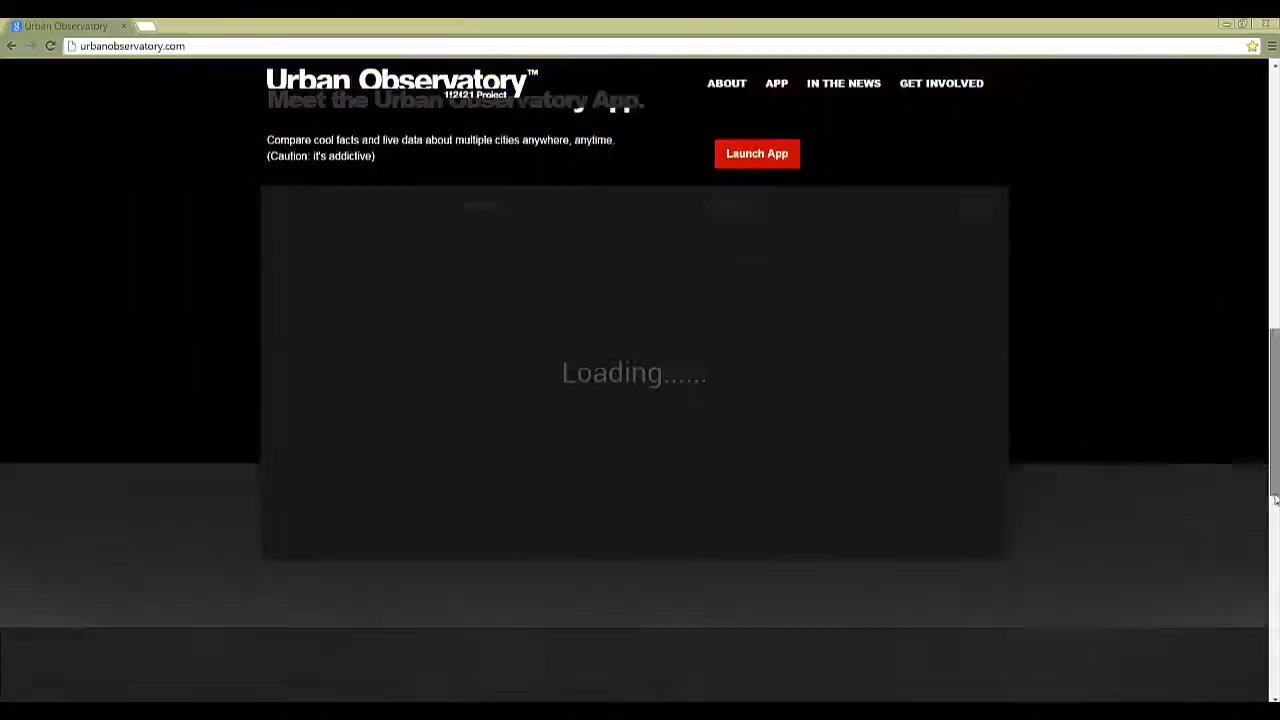 Urban Observatory
urbanobservatory.com
Urban Observatory™
112121 Project
ABOUT APP IN THE NEWS GET INVOLVED
Meet the Urban Observatory App.
Compare cool facts and live data about multiple cities anywhere, anytime.
(Caution: it's addictive)
Launch App
Loading......